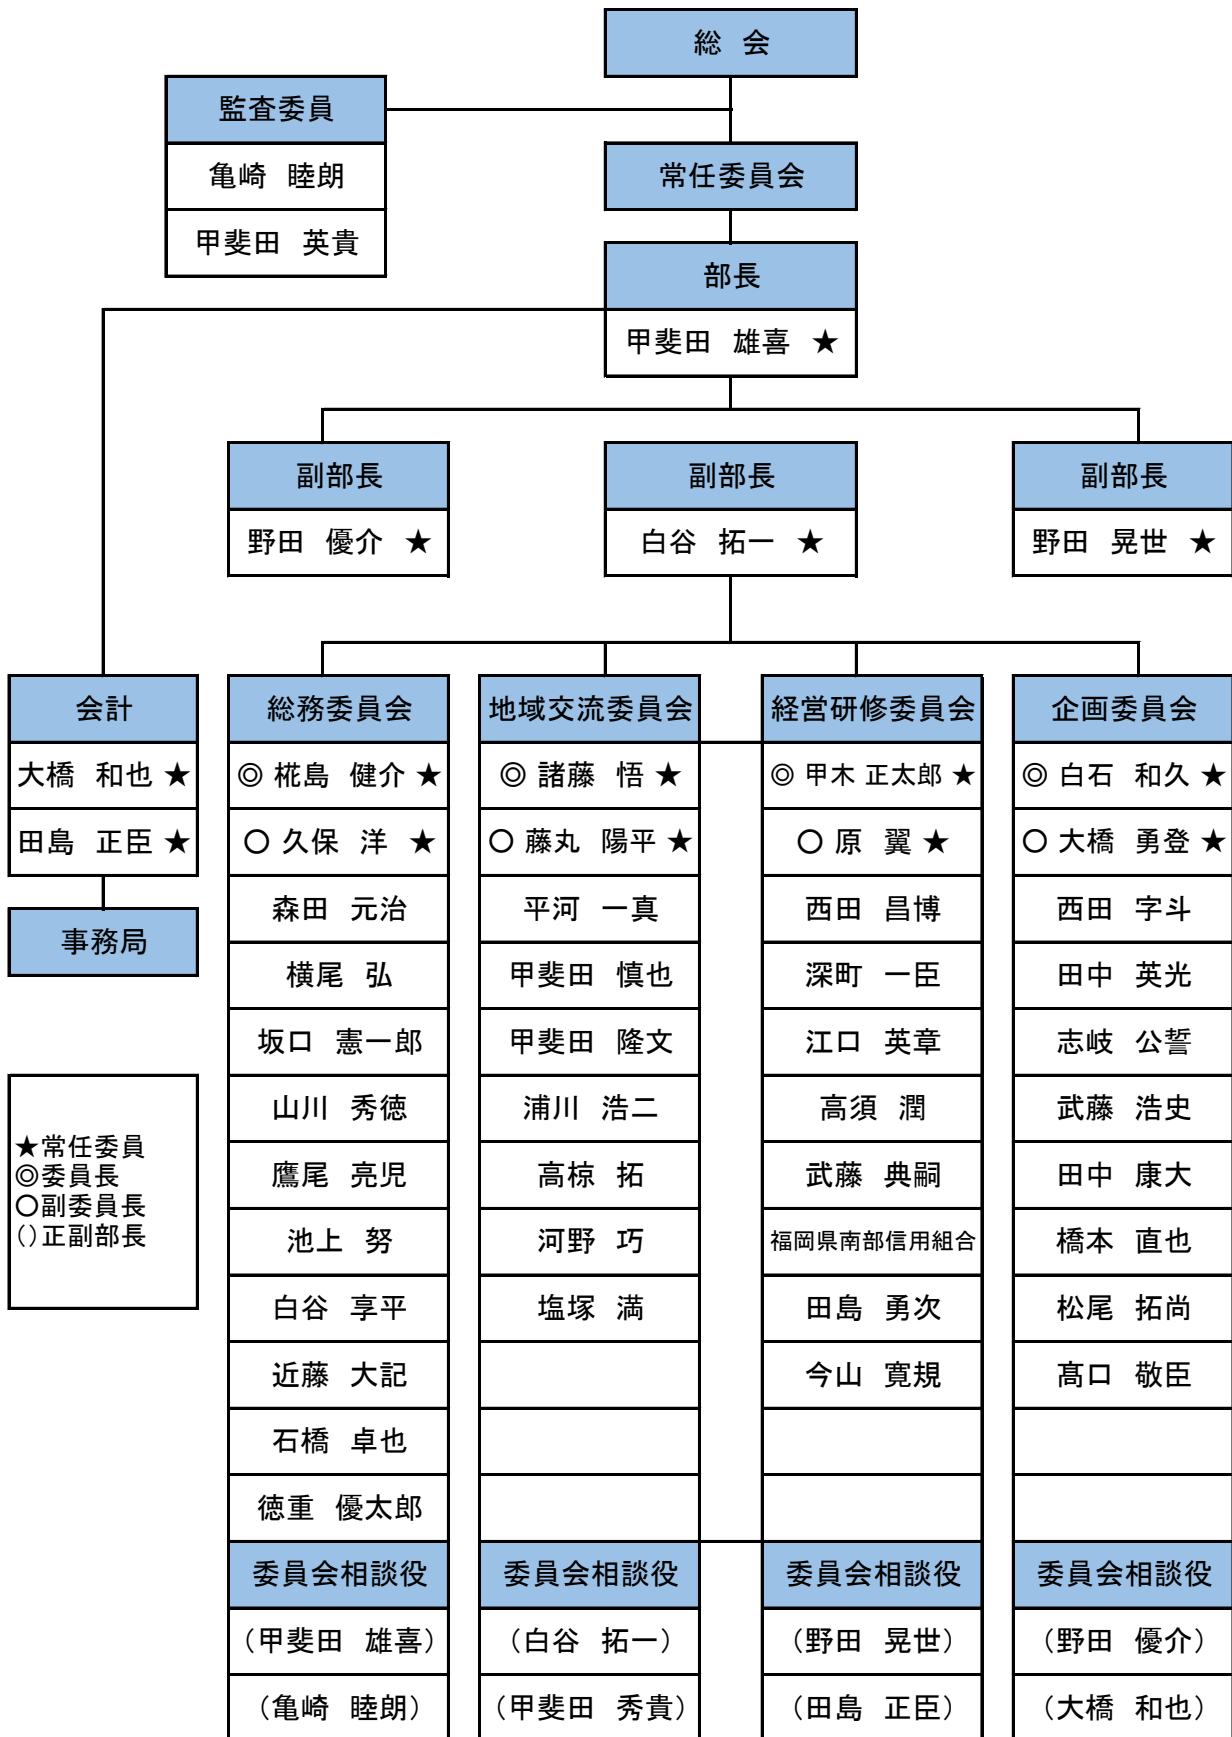 総 会
監査委員
亀崎 睦朗
甲斐田 英貴
常任委員会
部長
甲斐田 雄喜 ★
副部長
野田 優介 ★
副部長
白谷 拓一 ★
副部長
野田 晃世 ★
会計
大橋 和也 ★
田島 正臣 ★
事務局
★常任委員
◎委員長
○副委員長
()正副部長
総務委員会
◎ 椛島 健介 ★
○ 久保 洋 ★
森田 元治
横尾 弘
坂口 憲一郎
山川 秀徳
鷹尾 亮児
池上 努
白谷 享平
近藤 大記
石橋 卓也
徳重 優太郎
委員会相談役
（甲斐田 雄喜）
（亀崎 睦朗）
地域交流委員会
◎ 諸藤 悟 ★
○ 藤丸 陽平 ★
平河 一真
甲斐田 慎也
甲斐田 隆文
浦川 浩二
高椋 拓
河野 巧
塩塚 満
委員会相談役
（白谷 拓一）
（甲斐田 秀貴）
経営研修委員会
◎ 甲木 正太郎 ★
○ 原 翼 ★
西田 昌博
深町 一臣
江口 英章
高須 潤
武藤 典嗣
福岡県南部信用組合
田島 勇次
今山 寛規
委員会相談役
（野田 晃世）
（田島 正臣）
企画委員会
◎ 白石 和久 ★
○ 大橋 勇登 ★
西田 字斗
田中 英光
志岐 公誓
武藤 浩史
田中 康大
橋本 直也
松尾 拓尚
髙口 敬臣
委員会相談役
（野田 優介）
（大橋 和也）